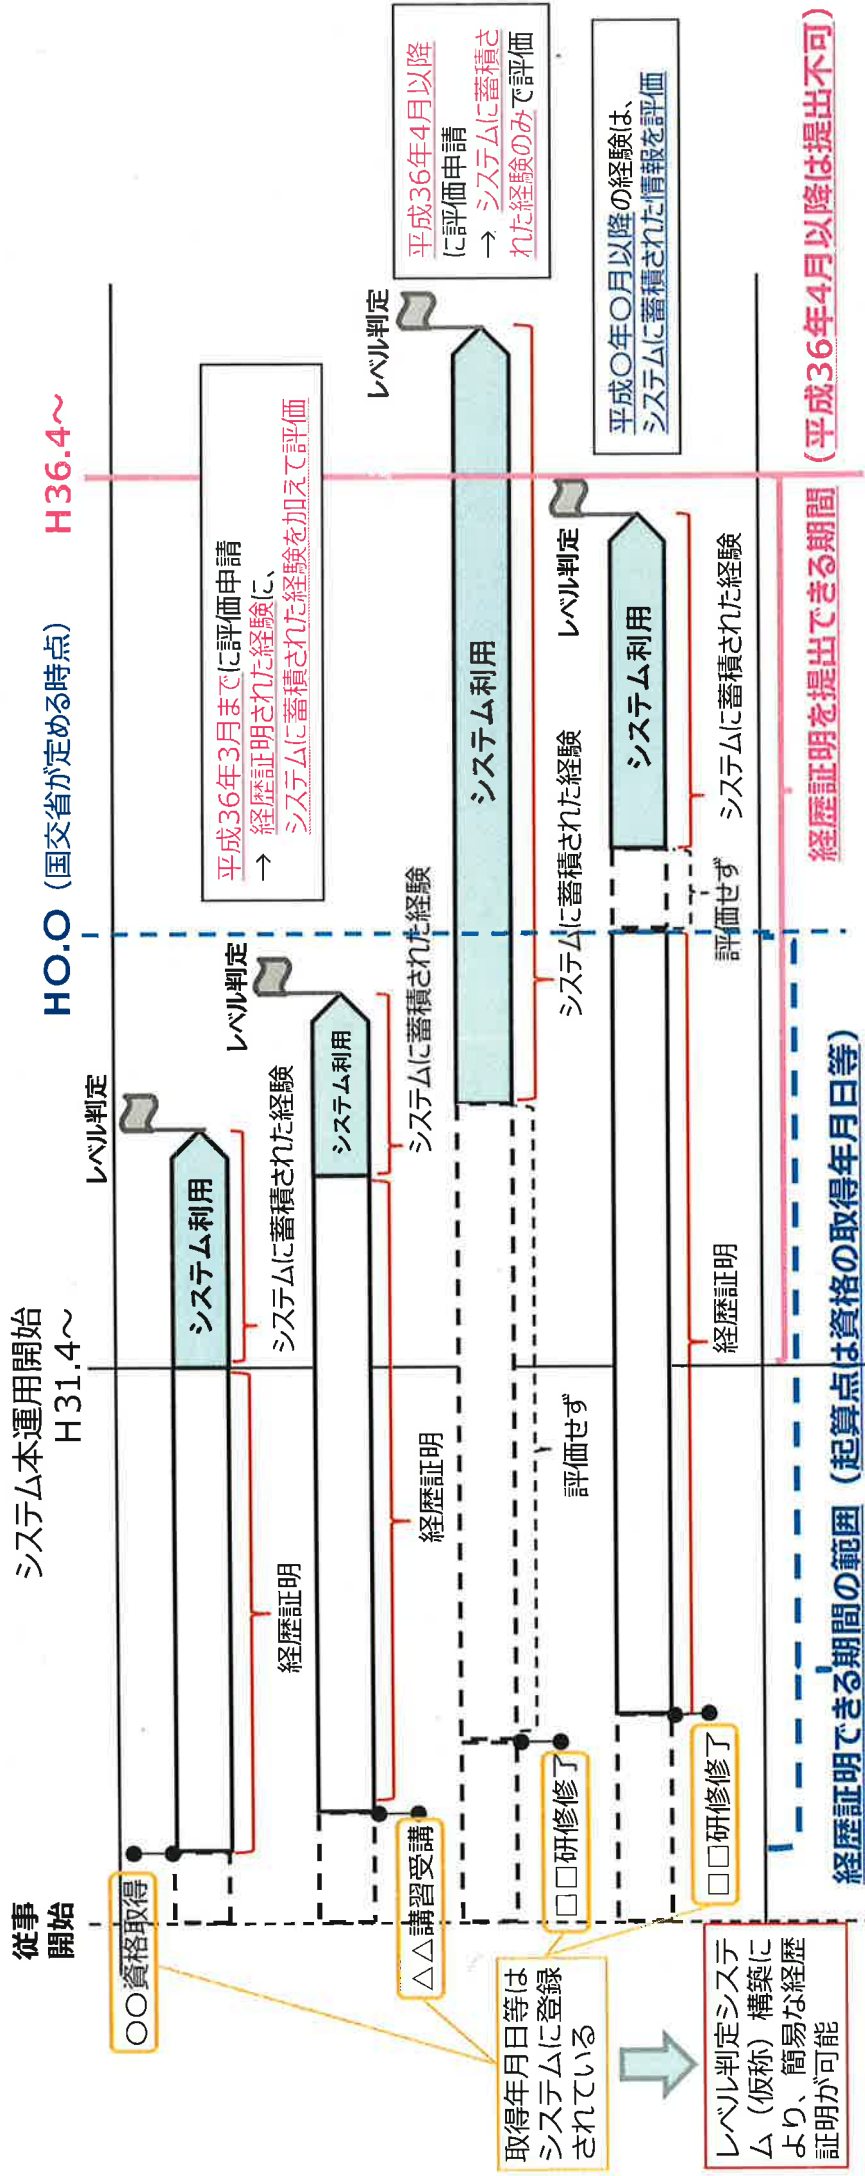 従事
開始
システム本運用開始
H31.4～
H○.○（国交省が定める時点）
H36.4～
○○資格取得
システム利用
レベル判定
経歴証明
システムに蓄積された経験
平成36年3月までに評価申請
→ 経歴証明された経験に、
システムに蓄積された経験を加えて評価
△△講習受講
システム利用
レベル判定
経歴証明
システムに蓄積された経験
平成36年4月以降
に評価申請
→ システムに蓄積さ
れた経験のみで評価
□□研修修了
システム利用
レベル判定
評価せず
システムに蓄積された経験
□□研修修了
システム利用
レベル判定
経歴証明
評価せず
システムに蓄積された経験
平成○年○月以降の経験は、
システムに蓄積された情報を評価
取得年月日等は
システムに登録
されている
レベル判定システ
ム（仮称）構築に
より、簡易な経歴
証明が可能
経歴証明を提出できる期間（平成36年4月以降は提出不可）
経歴証明できる期間の範囲（起算点は資格の取得年月日等）